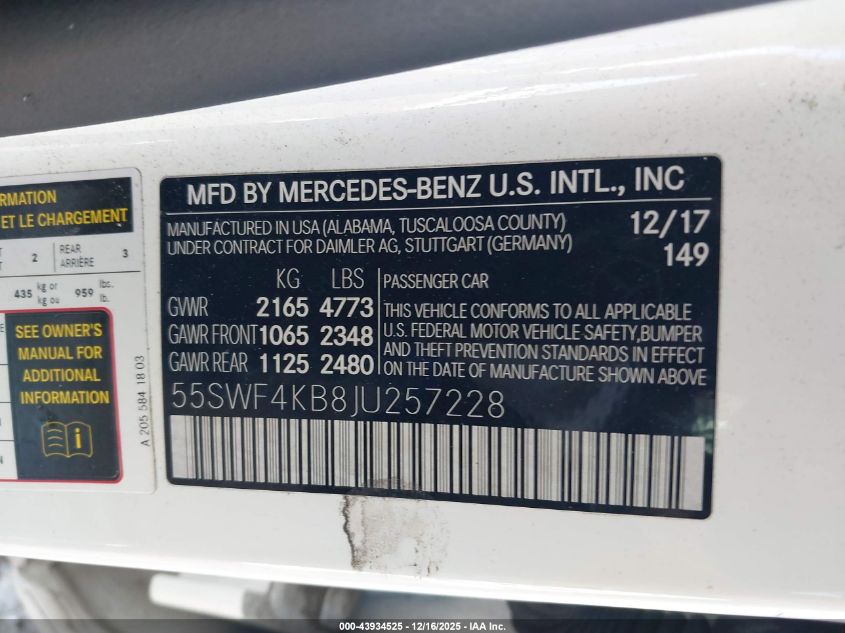 RMATION
ET LE CHARGEMENT
2 REAR ARRIÈRE 3
435 kg or kg ou 959 lbs. lb.
SEE OWNER'S
MANUAL FOR
ADDITIONAL
INFORMATION
A 205 584 18 03
MFD BY MERCEDES-BENZ U.S. INTL., INC
MANUFACTURED IN USA (ALABAMA, TUSCALOOSA COUNTY) 12/17
UNDER CONTRACT FOR DAIMLER AG, STUTTGART (GERMANY) 149
KG LBS PASSENGER CAR
GWWR 2165 4773 THIS VEHICLE CONFORMS TO ALL APPLICABLE
GAWR FRONT 1065 2348 U.S. FEDERAL MOTOR VEHICLE SAFETY, BUMPER
GAWR REAR 1125 2480 AND THEFT PREVENTION STANDARDS IN EFFECT
ON THE DATE OF MANUFACTURE SHOWN ABOVE
55SWF4KB8JU257228
000-43934525 - 12/16/2025 - IAA Inc.